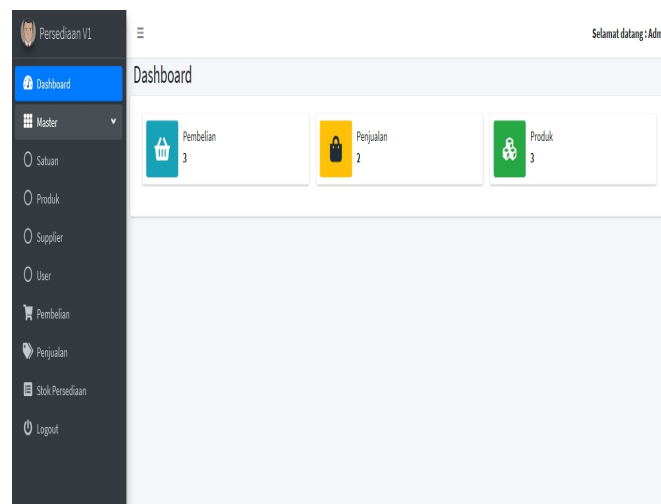 Persediaan V1
Selamat datang : Adm
Dashboard
Dashboard
Master
Satuan
Produk
Supplier
User
Pembelian
Penjualan
Stok Persediaan
Logout
Pembelian
3
Penjualan
2
Produk
3